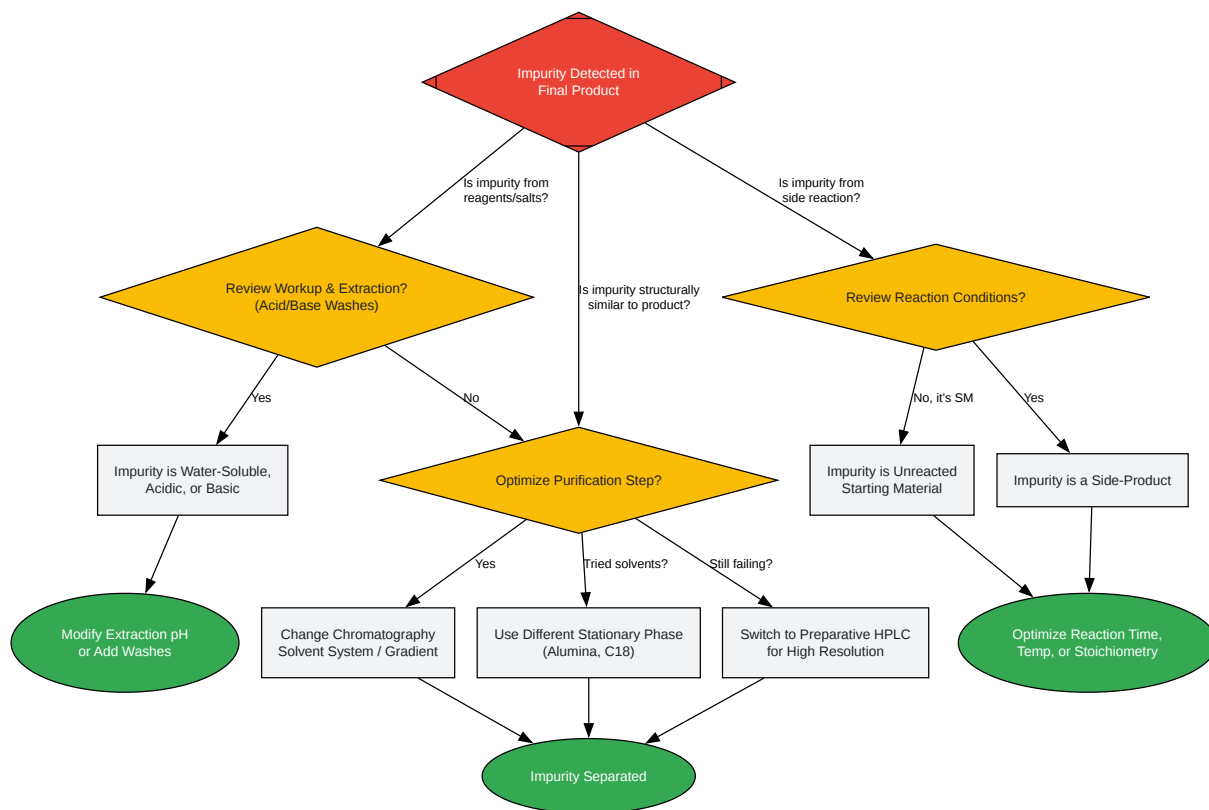 Impurity Detected in
Final Product
Is impurity from
reagents/salts?
Is impurity from
side reaction?
Review Workup & Extraction?
(Acid/Base Washes)
Is impurity structurally
similar to product?
Review Reaction Conditions?
Yes
No
No, it's SM
Yes
Impurity is Water-Soluble,
Acidic, or Basic
Optimize Purification Step?
Impurity is Unreacted
Starting Material
Impurity is a Side-Product
Yes
Tried solvents?
Still failing?
Modify Extraction pH
or Add Washes
Change Chromatography
Solvent System / Gradient
Use Different Stationary Phase
(Alumina, C18)
Switch to Preparative HPLC
for High Resolution
Optimize Reaction Time,
Temp, or Stoichiometry
Impurity Separated